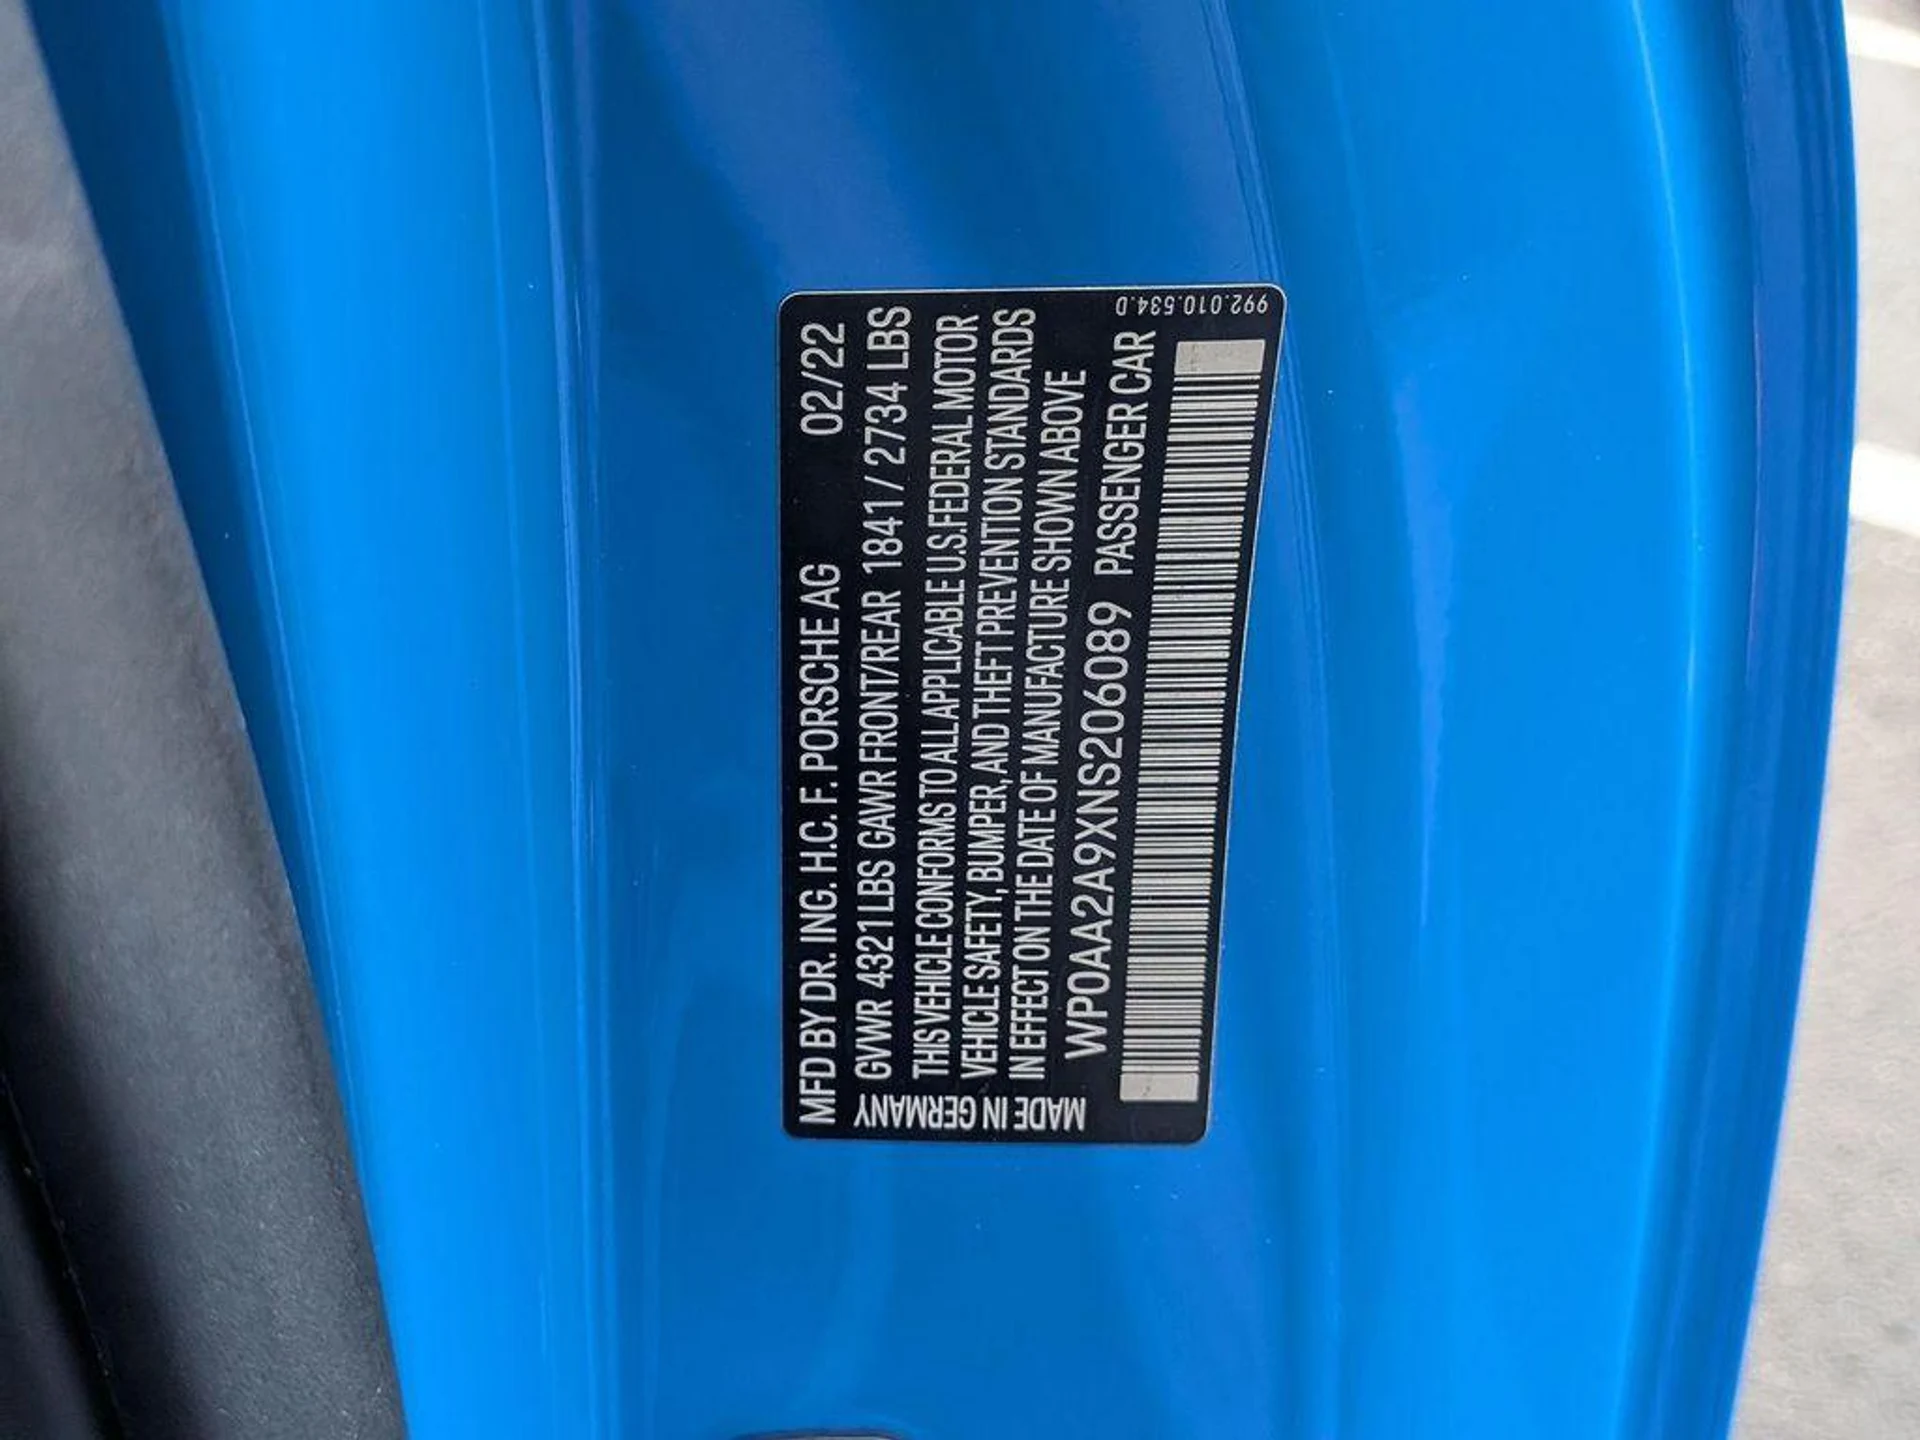 MFD BY DR. ING. H.C. F. PORSCHE AG 02/22
GVWR 4321 LBS GAWR FRONT/REAR 1841 / 2734 LBS
THIS VEHICLE CONFORMS TO ALL APPLICABLE U.S. FEDERAL MOTOR
VEHICLE SAFETY, BUMPER, AND THEFT PREVENTION STANDARDS
IN EFFECT ON THE DATE OF MANUFACTURE SHOWN ABOVE
WP0AA2A9XNS206089 PASSENGER CAR
MADE IN GERMANY
992.010.534.D